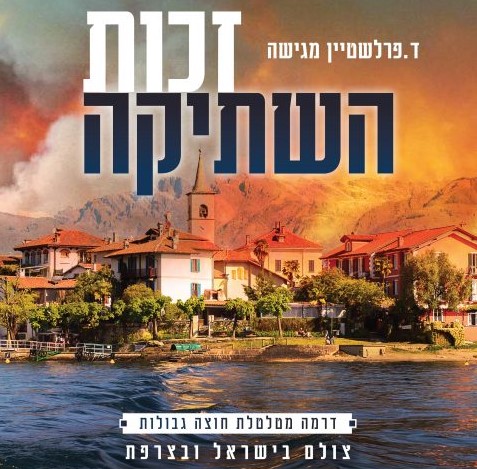 ד.פרלשטיין מגישה
זכות
השתיקה
דרמה מטלטלת חוצה גבולות
צולם בישראל ובצרפת